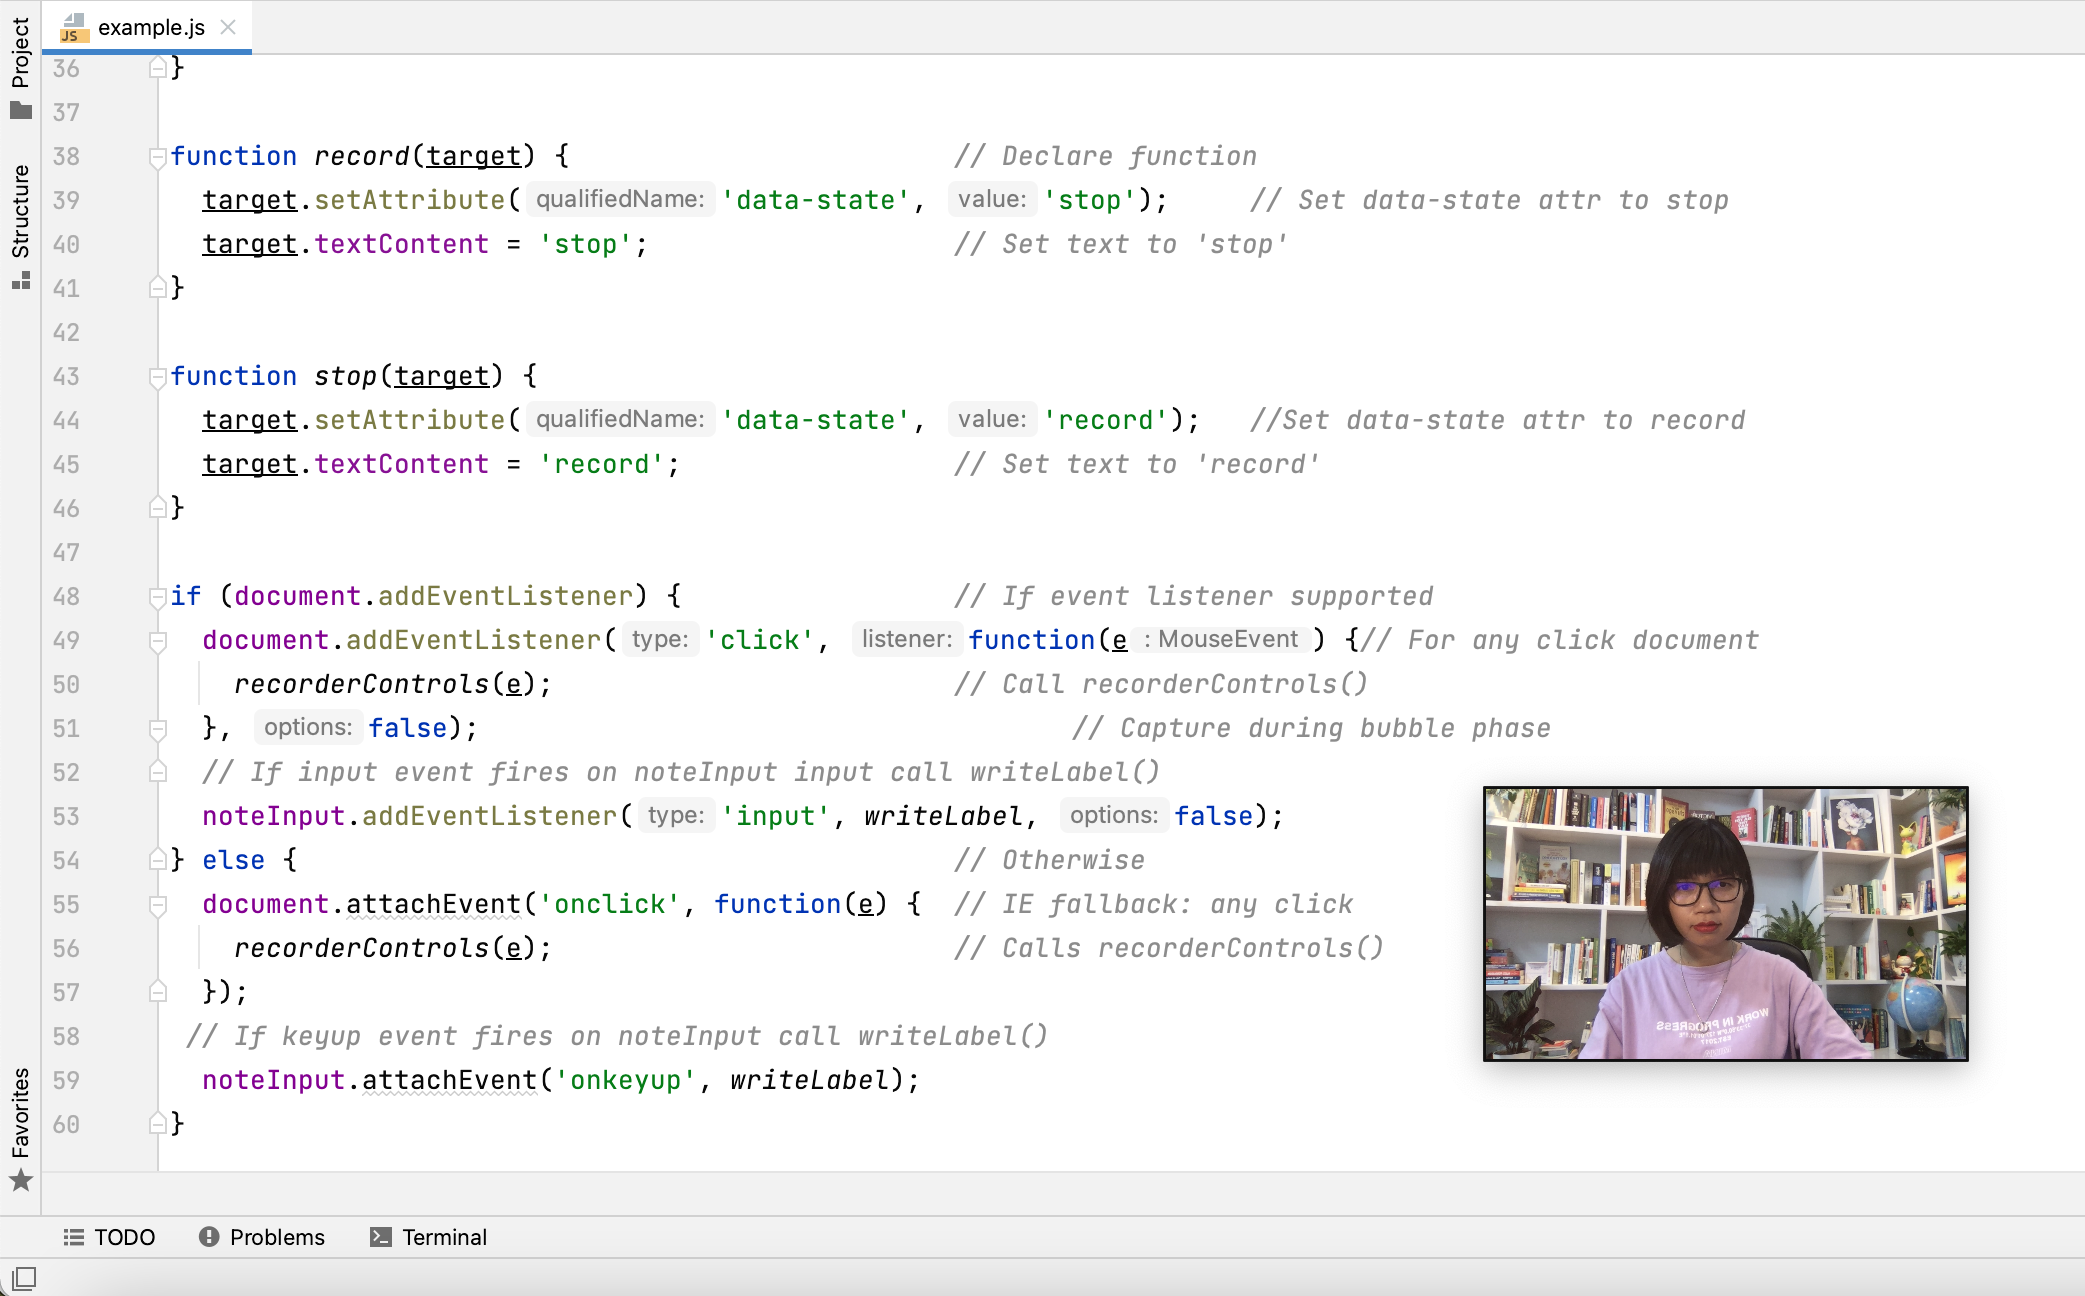 Project
Structure
Favorites
example.js
36 }
37
38 function record(target) { // Declare function
39 target.setAttribute( qualifiedName: 'data-state', value: 'stop'); // Set data-state attr to stop
40 target.textContent = 'stop'; // Set text to 'stop'
41 }
42
43 function stop(target) {
44 target.setAttribute( qualifiedName: 'data-state', value: 'record'); //Set data-state attr to record
45 target.textContent = 'record'; // Set text to 'record'
46 }
47
48 if (document.addEventListener) { // If event listener supported
49 document.addEventListener( type: 'click', listener: function(e : MouseEvent ) {// For any click document
50 recorderControls(e); // Call recorderControls()
51 }, options: false); // Capture during bubble phase
52 // If input event fires on noteInput input call writeLabel()
53 noteInput.addEventListener( type: 'input', writeLabel, options: false);
54 } else { // Otherwise
55 document.attachEvent('onclick', function(e) { // IE fallback: any click
56 recorderControls(e); // Calls recorderControls()
57 });
58 // If keyup event fires on noteInput call writeLabel()
59 noteInput.attachEvent('onkeyup', writeLabel);
60 }
WORK IN PROGRESS
TODO Problems Terminal